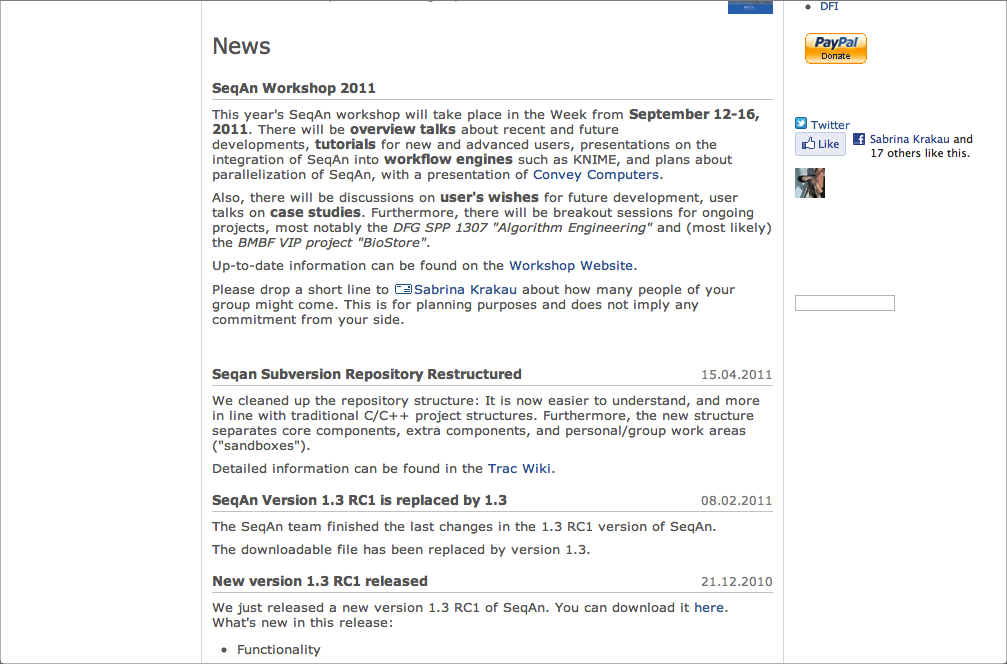 DFI
PayPal
Donate
News
SeqAn Workshop 2011
This year's SeqAn workshop will take place in the Week from September 12-16,
2011. There will be overview talks about recent and future
developments, tutorials for new and advanced users, presentations on the
integration of SeqAn into workflow engines such as KNIME, and plans about
parallelization of SeqAn, with a presentation of Convey Computers.
Also, there will be discussions on user's wishes for future development, user
talks on case studies. Furthermore, there will be breakout sessions for ongoing
projects, most notably the DFG SPP 1307 "Algorithm Engineering" and (most likely)
the BMBF VIP project "BioStore".
Up-to-date information can be found on the Workshop Website.
Please drop a short line to Sabrina Krakau about how many people of your
group might come. This is for planning purposes and does not imply any
commitment from your side.
Seqan Subversion Repository Restructured 15.04.2011
We cleaned up the repository structure: It is now easier to understand, and more
in line with traditional C/C++ project structures. Furthermore, the new structure
separates core components, extra components, and personal/group work areas
("sandboxes").
Detailed information can be found in the Trac Wiki.
SeqAn Version 1.3 RC1 is replaced by 1.3 08.02.2011
The SeqAn team finished the last changes in the 1.3 RC1 version of SeqAn.
The downloadable file has been replaced by version 1.3.
New version 1.3 RC1 released 21.12.2010
We just released a new version 1.3 RC1 of SeqAn. You can download it here.
What's new in this release:
Functionality
Twitter
Like
Sabrina Krakau and
17 others like this.